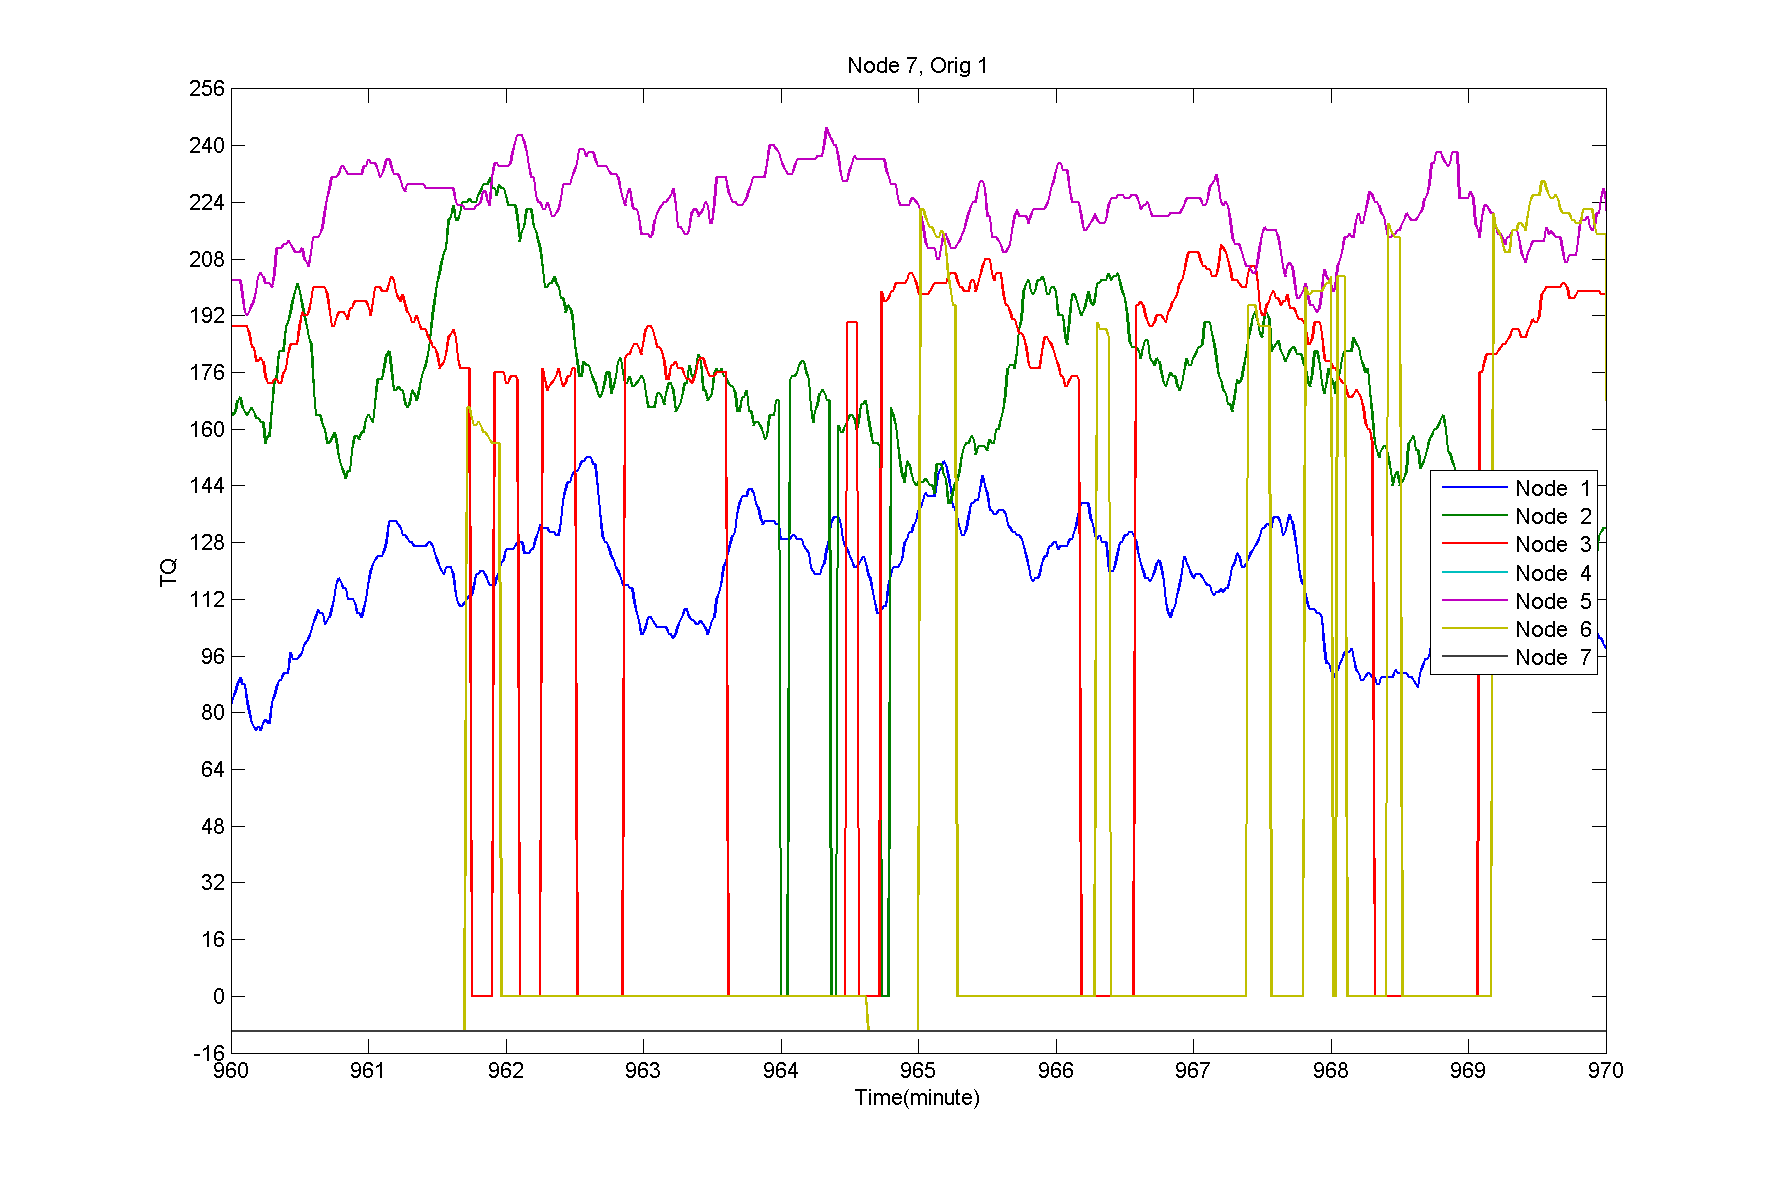 Node 7, Orig 1
256
240
224
208
192
176
160
144
128
112
96
80
64
48
32
16
0
-16
TQ
960 961 962 963 964 965 966 967 968 969 970
Time(minute)
Node 1
Node 2
Node 3
Node 4
Node 5
Node 6
Node 7